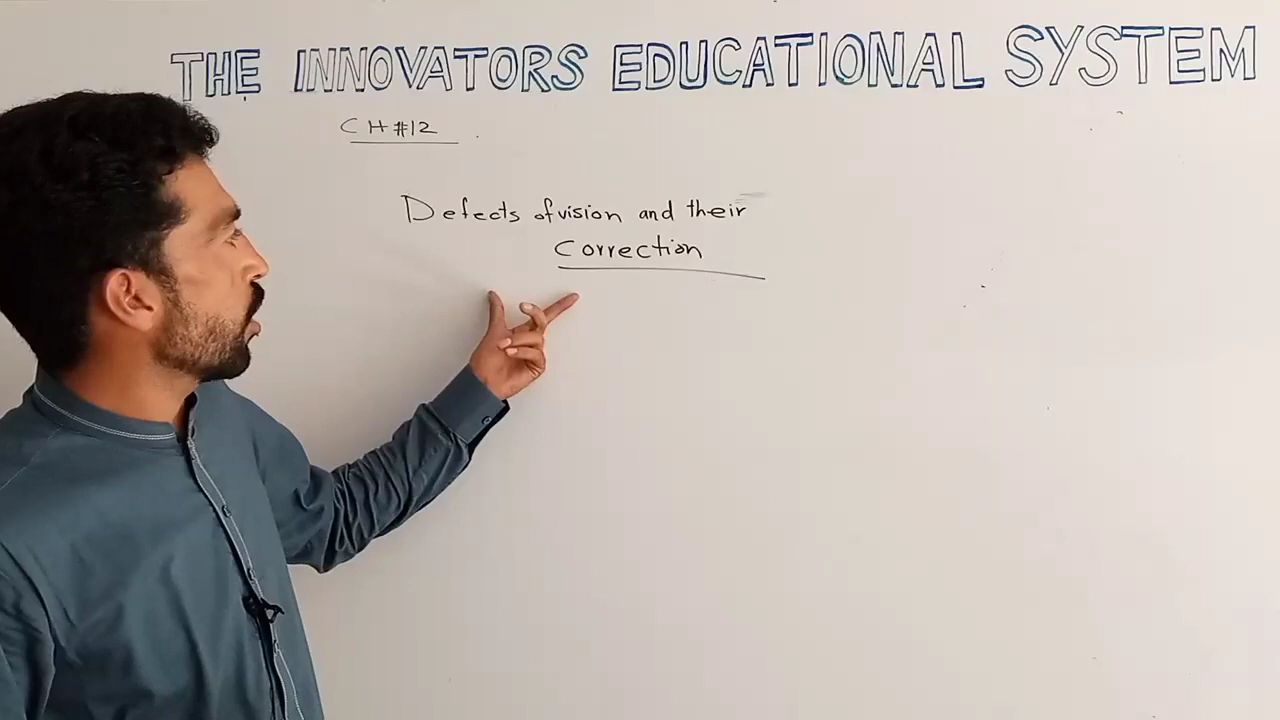 THE INNOVATORS EDUCATIONAL SYSTEM
CH#12
Defects of vision and their
Correction